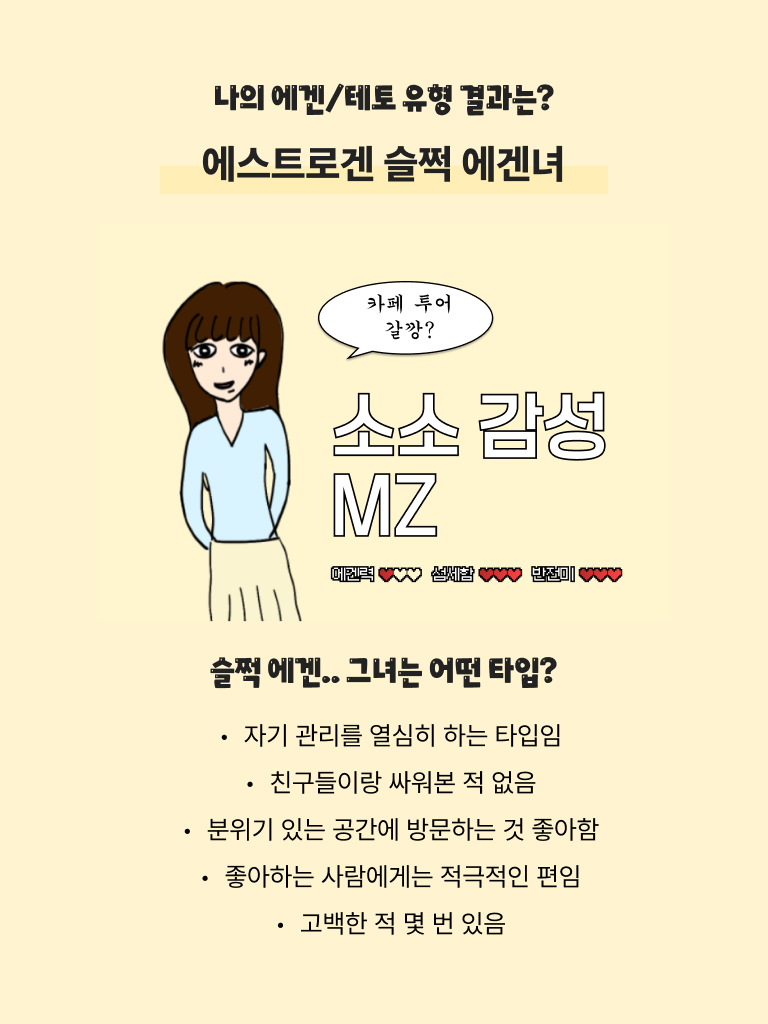 나의 에겐/테토 유형 결과는?
에스트로겐 슬쩍 에겐녀
카페 투어
갈깡?
소소 감성
MZ
에겐력 섬세함 반전미
슬쩍 에겐.. 그녀는 어떤 타입?
• 자기 관리를 열심히 하는 타입임
• 친구들이랑 싸워본 적 없음
• 분위기 있는 공간에 방문하는 것 좋아함
• 좋아하는 사람에게는 적극적인 편임
• 고백한 적 몇 번 있음